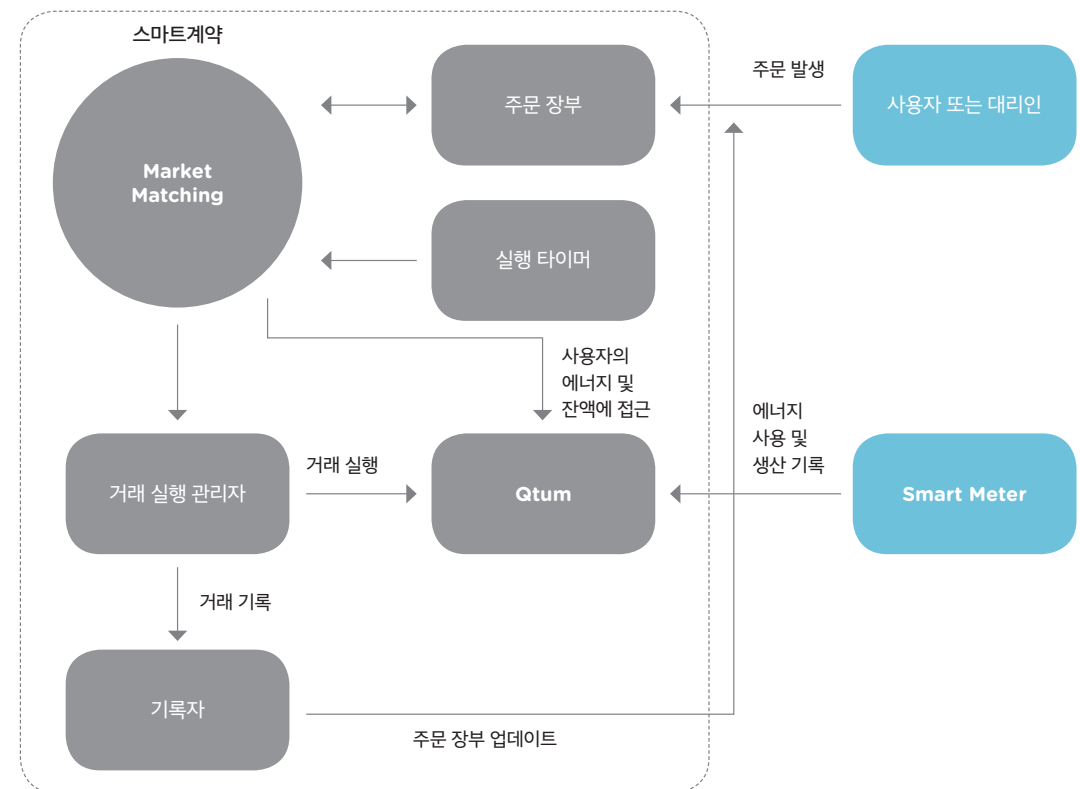 스마트계약
Market
Matching
주문 장부
주문 발생
사용자 또는 대리인
실행 타이머
사용자의
에너지 및
잔액에 접근
에너지
사용 및
생산 기록
거래 실행 관리자
거래 실행
Qtum
Smart Meter
거래 기록
기록자
주문 장부 업데이트